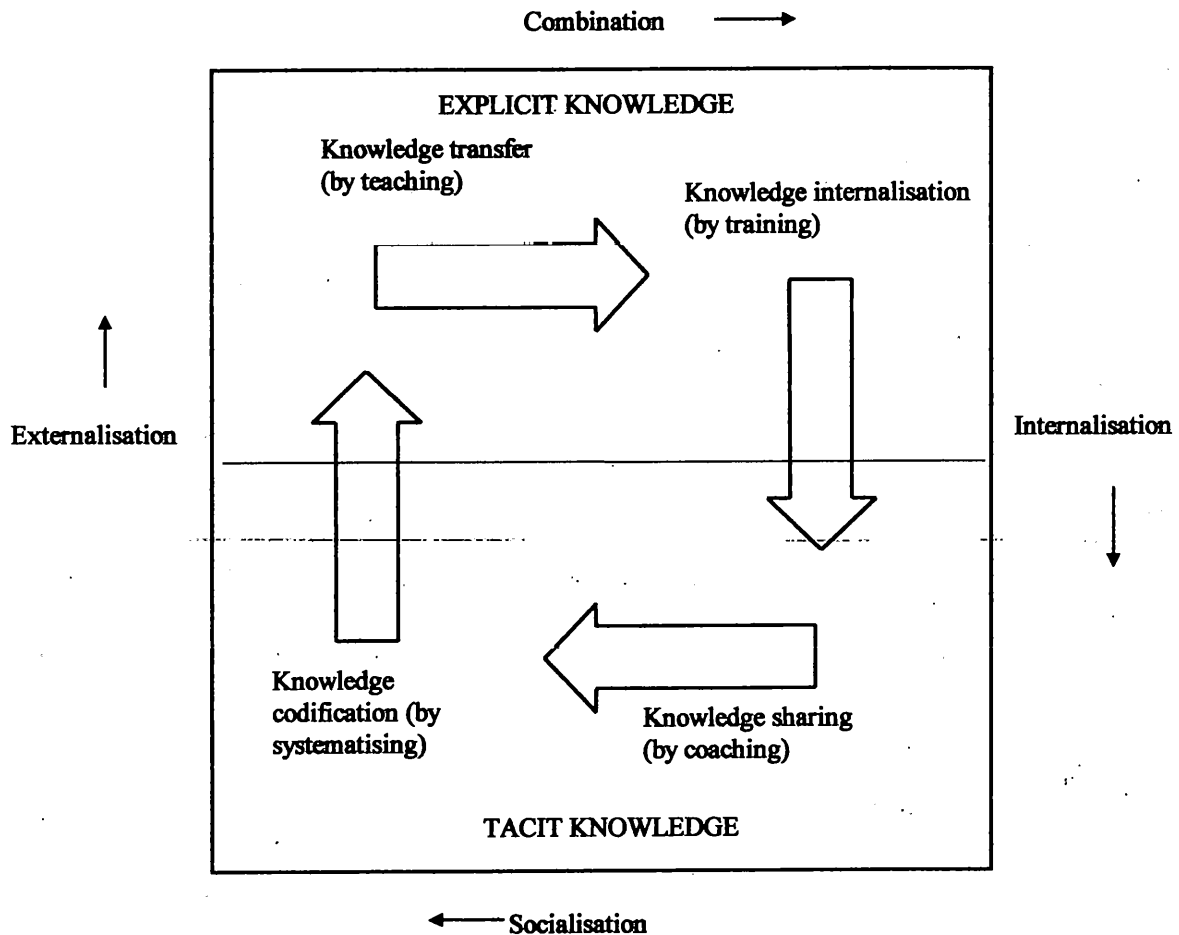 Combination
EXPLICIT KNOWLEDGE
Knowledge transfer
(by teaching)
Knowledge internalisation
(by training)
Externalisation
Internalisation
Knowledge
codification (by
systematising)
Knowledge sharing
(by coaching)
TACIT KNOWLEDGE
Socialisation